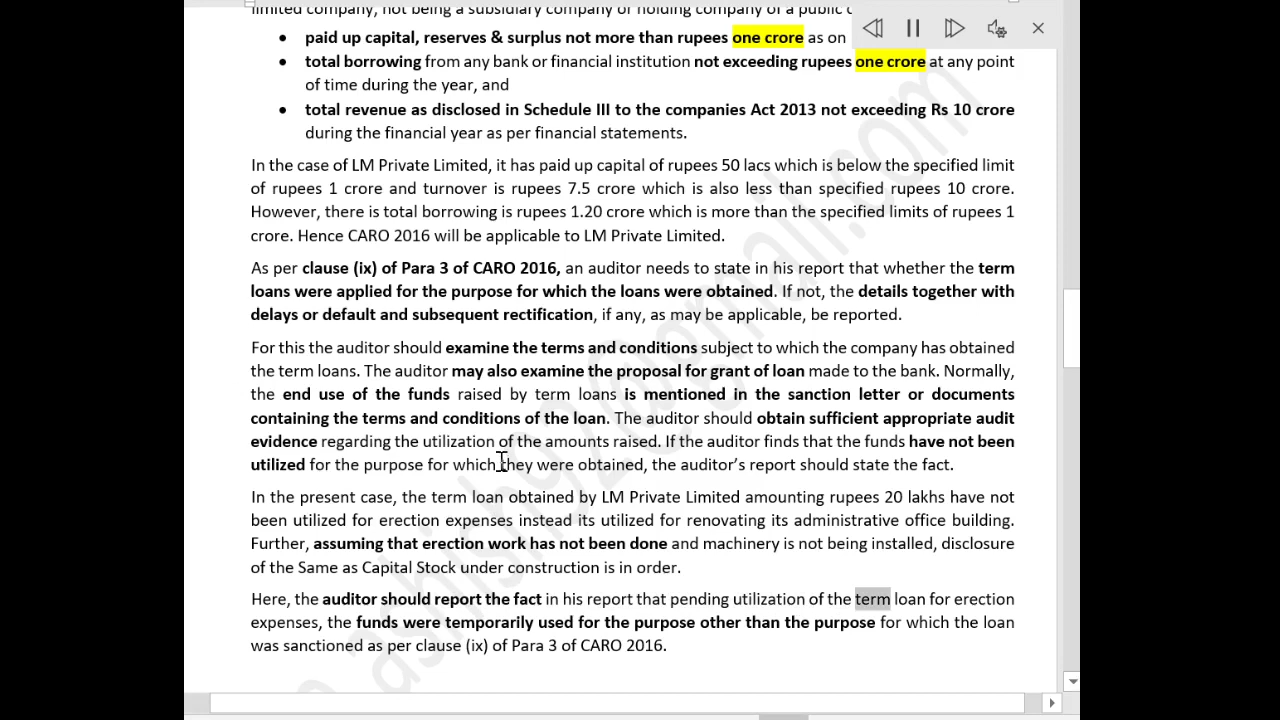 limited company, not being a subsidiary company or holding company of a public
• paid up capital, reserves & surplus not more than rupees one crore as on
• total borrowing from any bank or financial institution not exceeding rupees one crore at any point
of time during the year, and
• total revenue as disclosed in Schedule III to the companies Act 2013 not exceeding Rs 10 crore
during the financial year as per financial statements.
In the case of LM Private Limited, it has paid up capital of rupees 50 lacs which is below the specified limit
of rupees 1 crore and turnover is rupees 7.5 crore which is also less than specified rupees 10 crore.
However, there is total borrowing is rupees 1.20 crore which is more than the specified limits of rupees 1
crore. Hence CARO 2016 will be applicable to LM Private Limited.
As per clause (ix) of Para 3 of CARO 2016, an auditor needs to state in his report that whether the term
loans were applied for the purpose for which the loans were obtained. If not, the details together with
delays or default and subsequent rectification, if any, as may be applicable, be reported.
For this the auditor should examine the terms and conditions subject to which the company has obtained
the term loans. The auditor may also examine the proposal for grant of loan made to the bank. Normally,
the end use of the funds raised by term loans is mentioned in the sanction letter or documents
containing the terms and conditions of the loan. The auditor should obtain sufficient appropriate audit
evidence regarding the utilization of the amounts raised. If the auditor finds that the funds have not been
utilized for the purpose for which they were obtained, the auditor's report should state the fact.
In the present case, the term loan obtained by LM Private Limited amounting rupees 20 lakhs have not
been utilized for erection expenses instead its utilized for renovating its administrative office building.
Further, assuming that erection work has not been done and machinery is not being installed, disclosure
of the Same as Capital Stock under construction is in order.
Here, the auditor should report the fact in his report that pending utilization of the term loan for erection
expenses, the funds were temporarily used for the purpose other than the purpose for which the loan
was sanctioned as per clause (ix) of Para 3 of CARO 2016.
ashish92@gmail.com